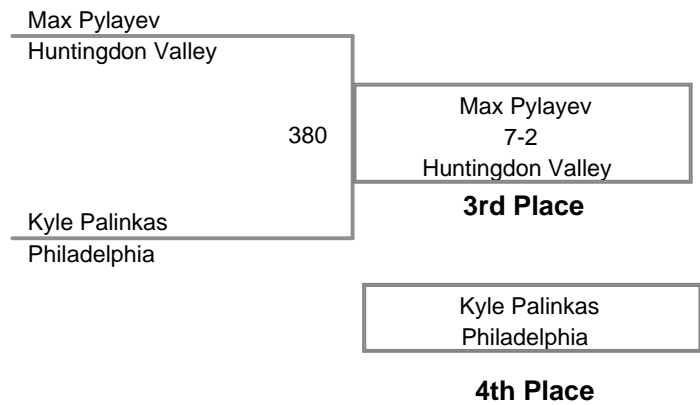 Max Pylayev
Huntingdon Valley
380
Max Pylayev
7-2
Huntingdon Valley
3rd Place
Kyle Palinkas
Philadelphia
Kyle Palinkas
Philadelphia
4th Place